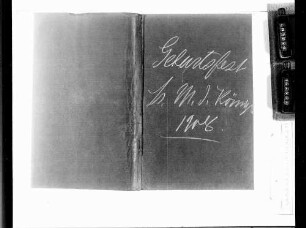 Geburtsfest
S. M. d. König
1906.